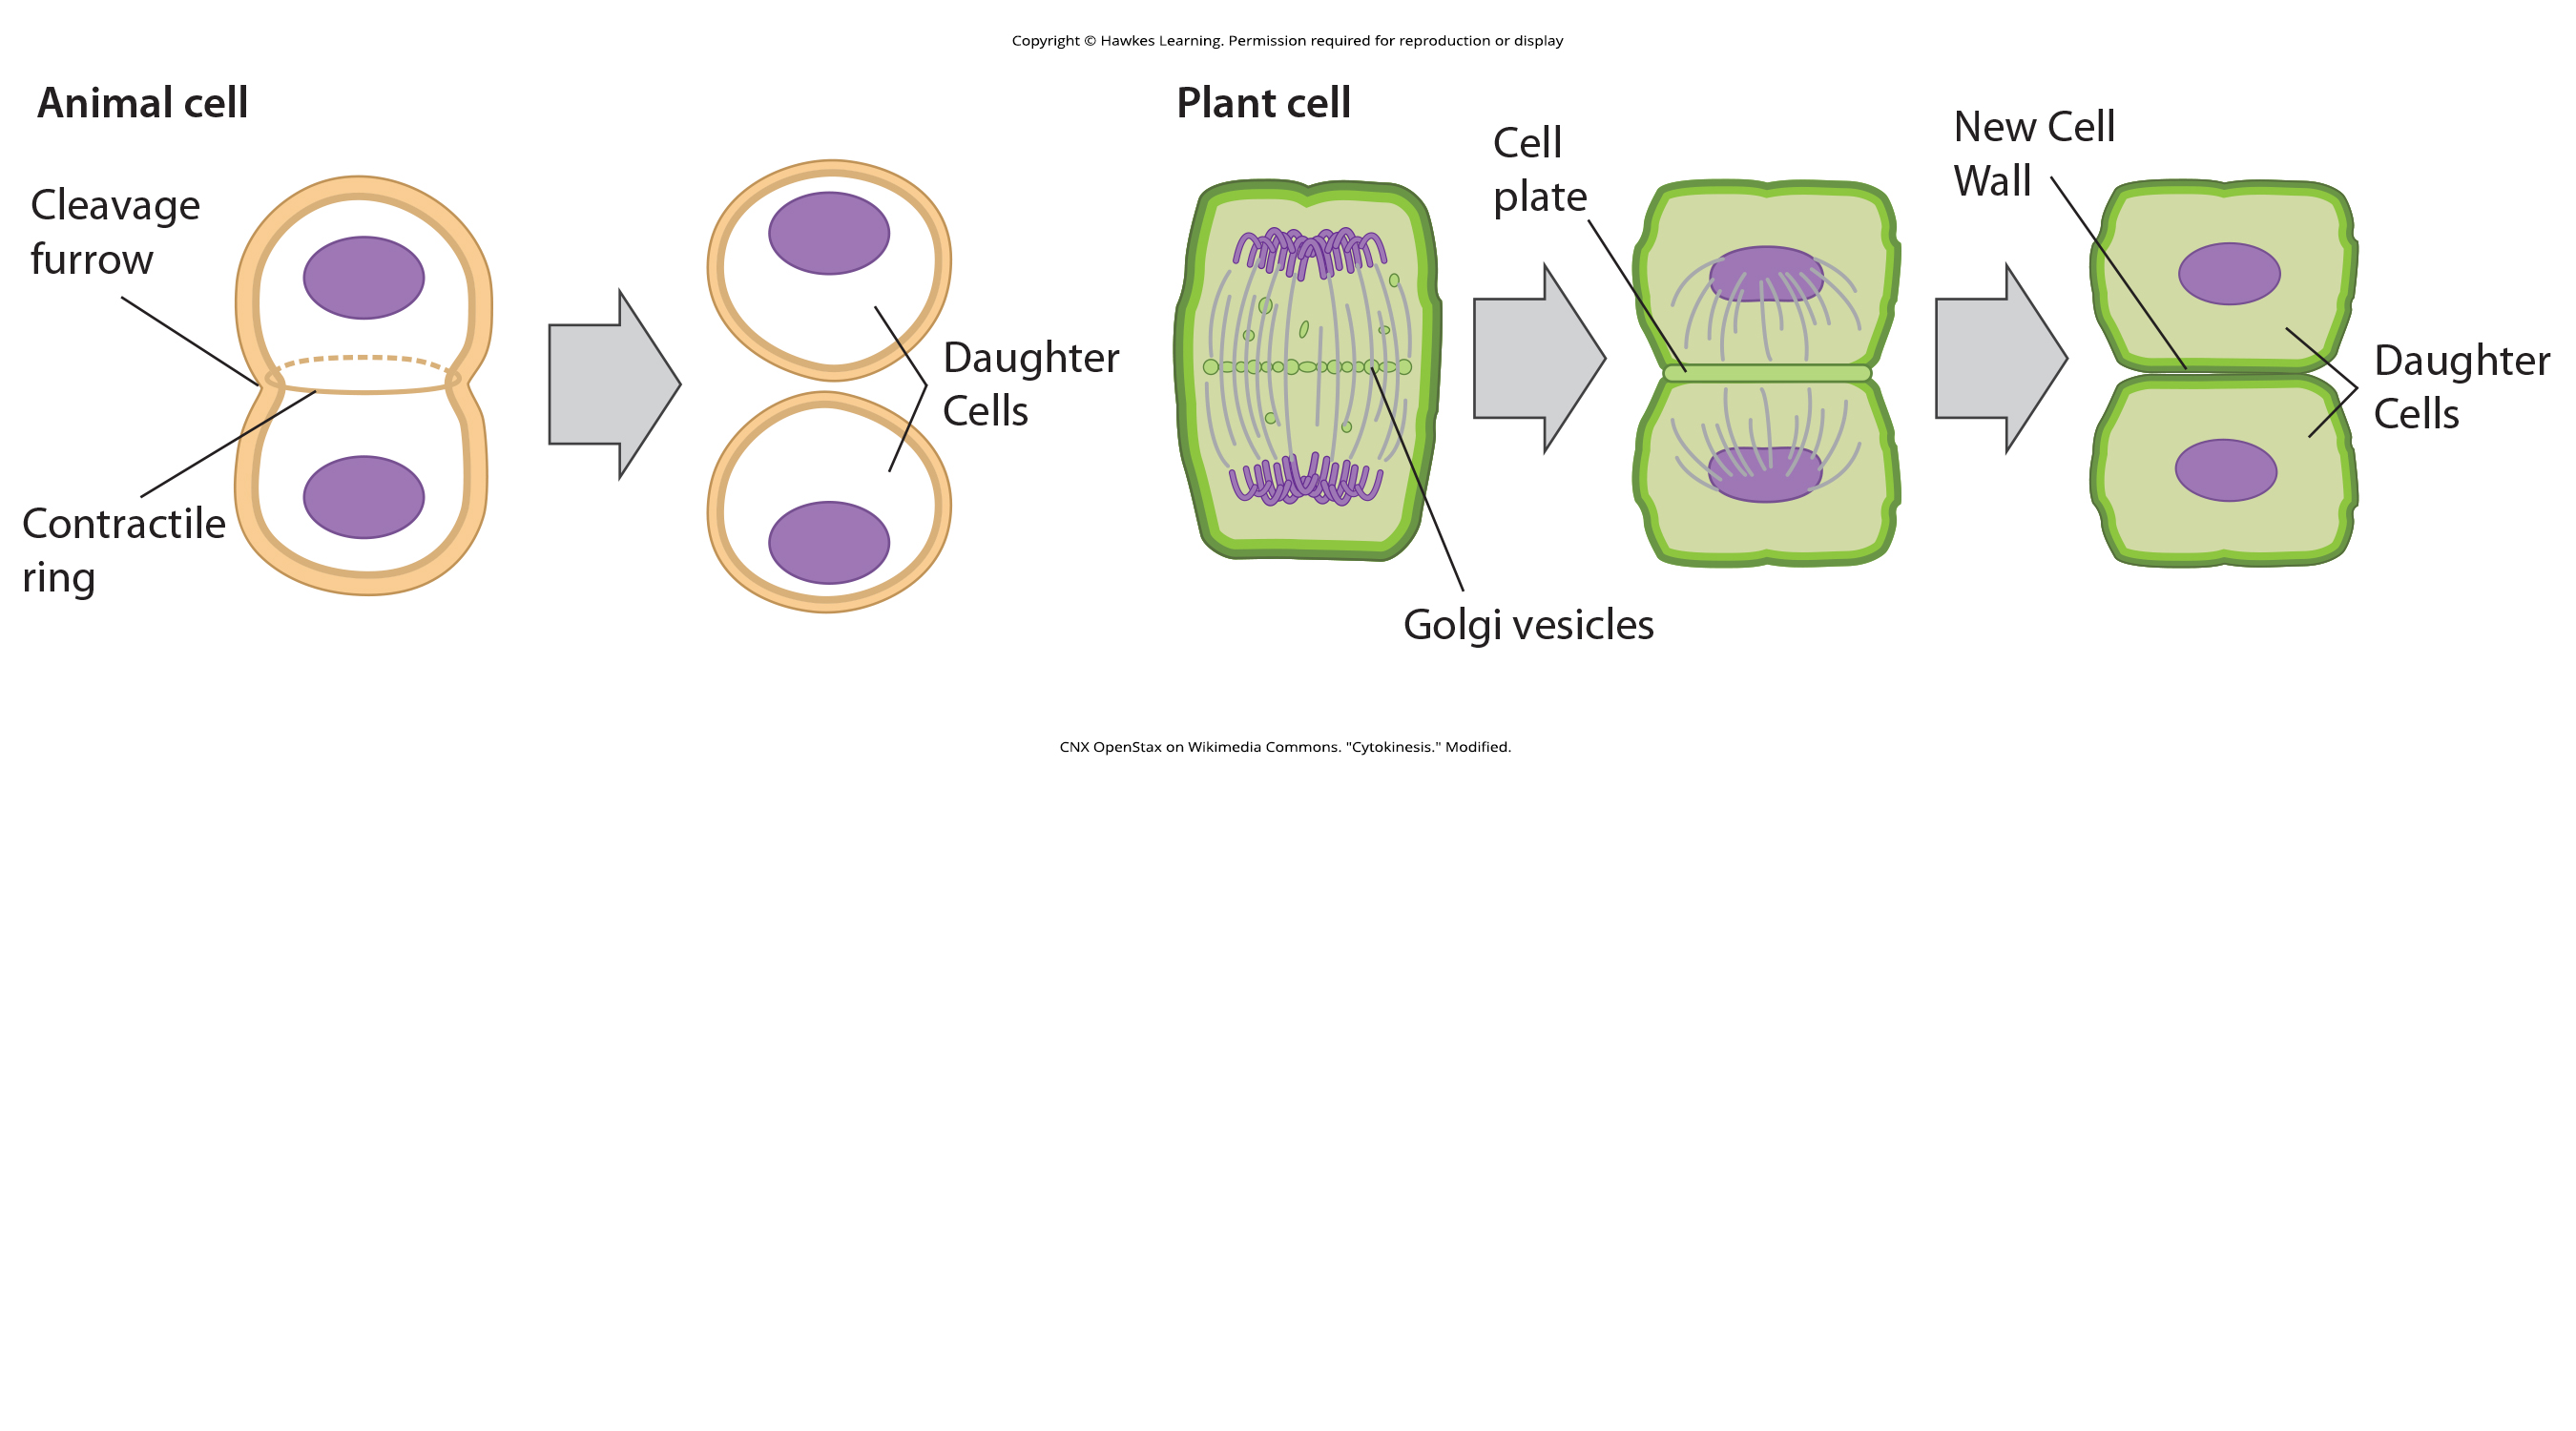 Copyright © Hawkes Learning. Permission required for reproduction or display
Animal cell
Cleavage
furrow
Contractile
ring
Daughter
Cells
Plant cell
Cell
plate
Golgi vesicles
New Cell
Wall
Daughter
Cells
CNX OpenStax on Wikimedia Commons. "Cytokinesis." Modified.